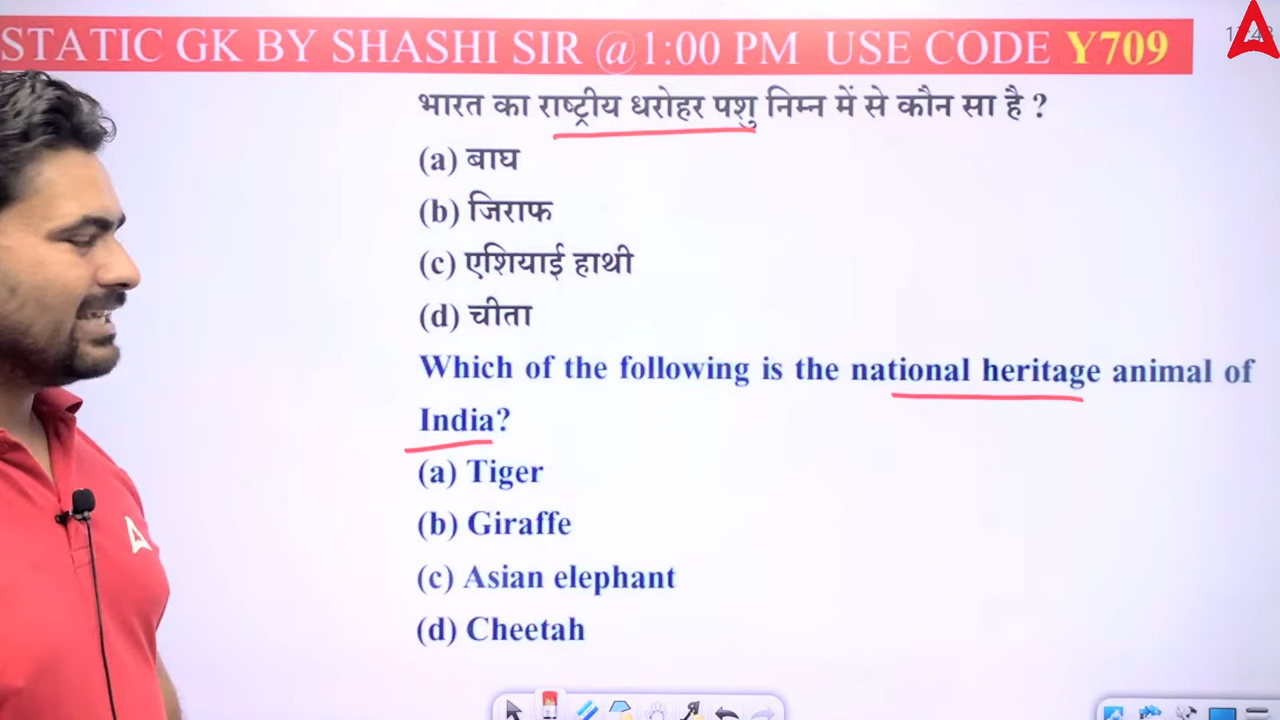 STATIC GK BY SHASHI SIR @1:00 PM USE CODE Y709
भारत का राष्ट्रीय धरोहर पशु निम्न में से कौन सा है ?
(a) बाघ
(b) जिराफ
(c) एशियाई हाथी
(d) चीता
Which of the following is the national heritage animal of
India?
(a) Tiger
(b) Giraffe
(c) Asian elephant
(d) Cheetah